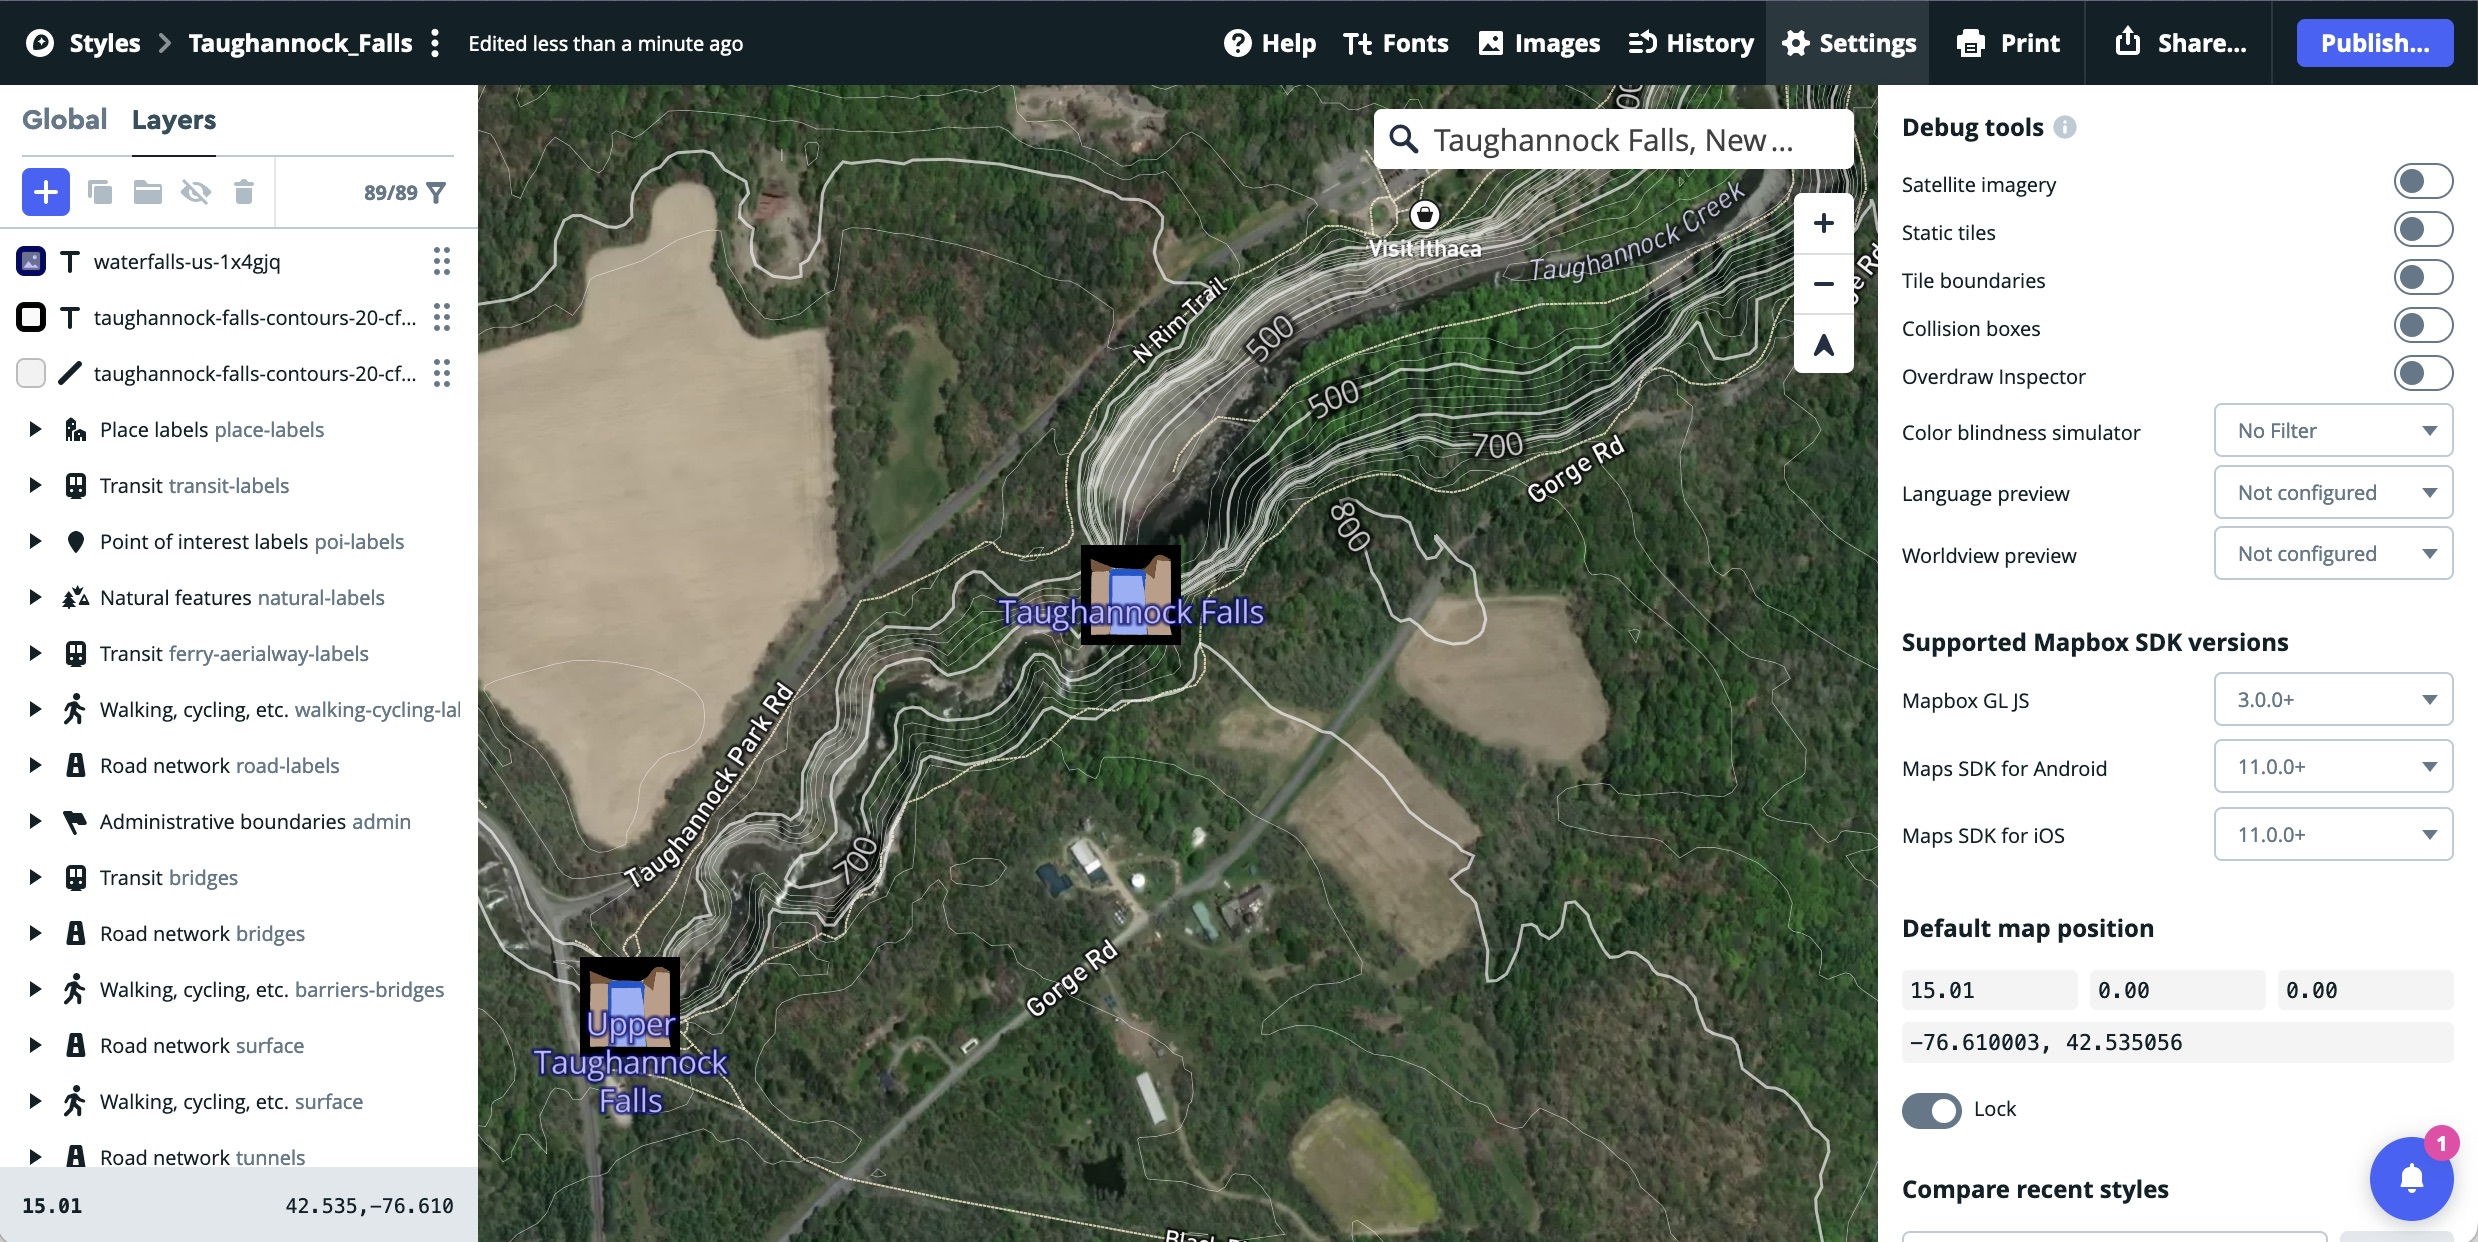 Styles
Taughannock_Falls
Edited less than a minute ago
Help
Fonts
Images
History
Settings
Print
Share...
Publish...
Global
Layers
89/89
waterfalls-us-1x4gjq
taughannock-falls-contours-20-cf...
taughannock-falls-contours-20-cf...
Place labels place-labels
Transit transit-labels
Point of interest labels poi-labels
Natural features natural-labels
Transit ferry-aerialway-labels
Walking, cycling, etc. walking-cycling-lal
Road network road-labels
Administrative boundaries admin
Transit bridges
Road network bridges
Walking, cycling, etc. barriers-bridges
Road network surface
Walking, cycling, etc. surface
Road network tunnels
15.01
42.535,-76.610
Taughannock Falls, New ...
Visit Ithaca
Taughannock Creek
N Rim Trail
500
500
700
Gorge Rd
800
Taughannock Falls
Taughannock Park Rd
700
Gorge Rd
Upper
Taughannock
Falls
Debug tools
Satellite imagery
Static tiles
Tile boundaries
Collision boxes
Overdraw Inspector
Color blindness simulator
No Filter
Language preview
Not configured
Worldview preview
Not configured
Supported Mapbox SDK versions
Mapbox GL JS
3.0.0+
Maps SDK for Android
11.0.0+
Maps SDK for iOS
11.0.0+
Default map position
15.01
0.00
0.00
-76.610003, 42.535056
Lock
1
Compare recent styles